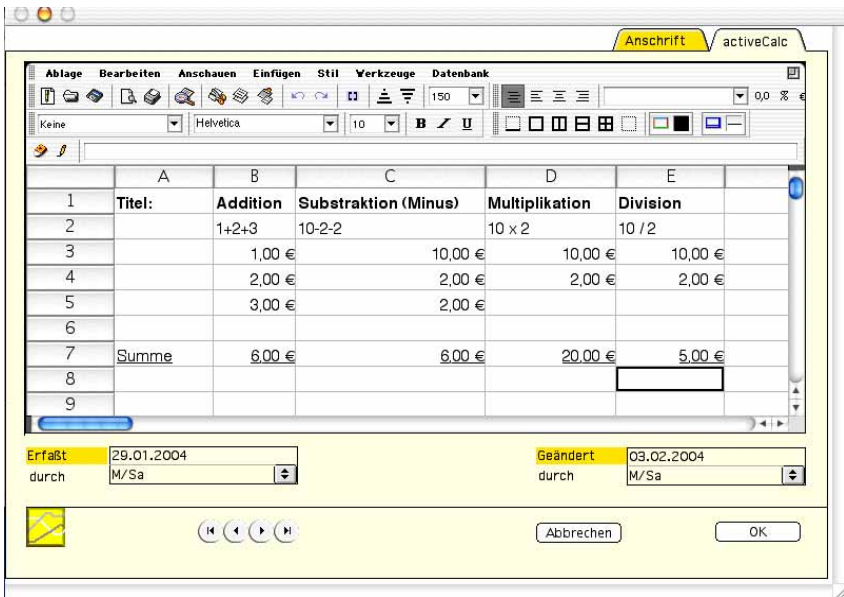 Anschrift activeCalc
Ablage Bearbeiten Anschauen Einfügen Stil Werkzeuge Datenbank
150 0,0 % €
Keine Helvetica 10 B I U
A B C D E
1 Titel: Addition Substraktion (Minus) Multiplikation Division
2 1+2+3 10-2-2 10 x 2 10 / 2
3 1,00 € 10,00 € 10,00 € 10,00 €
4 2,00 € 2,00 € 2,00 € 2,00 €
5 3,00 € 2,00 €
6
7 Summe 6,00 € 6,00 € 20,00 € 5,00 €
8
9
Erfaßt 29.01.2004 Geändert 03.02.2004
durch M/Sa durch M/Sa
Abbrechen OK